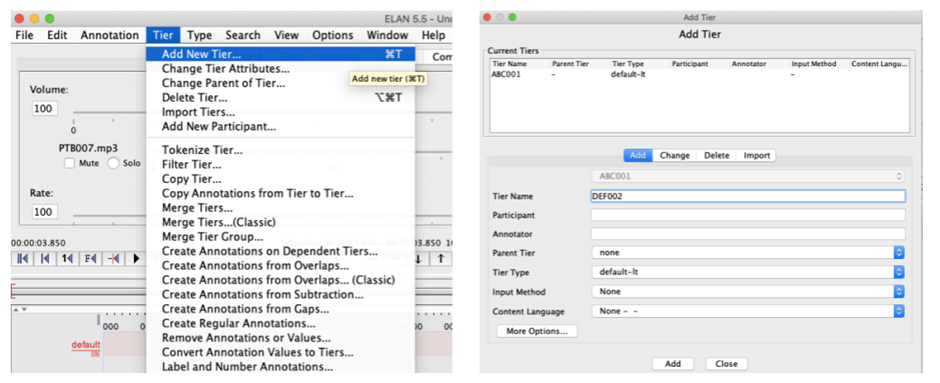 ELAN 5.5 - Un
File Edit Annotation Tier Type Search View Options Window Help
Add New Tier... ⌘T
Change Tier Attributes...
Add new tier (⌘T)
Change Parent of Tier...
Delete Tier... ⌥⌘T
Import Tiers...
Add New Participant...
Tokenize Tier...
Filter Tier...
Copy Tier...
Copy Annotations from Tier to Tier...
Merge Tiers...
Merge Tiers...(Classic)
Merge Tier Group...
Create Annotations on Dependent Tiers...
Create Annotations from Overlaps...
Create Annotations from Overlaps... (Classic)
Create Annotations from Subtraction...
Create Annotations from Gaps...
Create Regular Annotations...
Remove Annotations or Values...
Convert Annotation Values to Tiers...
Label and Number Annotations...
Com
Volume:
100
0
PTB007.mp3
Mute Solo
Rate:
100
00:00:03.850
default
[0]
000
Add Tier
Add Tier
Current Tiers
Tier Name Parent Tier Tier Type Participant Annotator Input Method Content Langu...
ABC001 - default-lt -
Add Change Delete Import
ABC001
Tier Name DEF002
Participant
Annotator
Parent Tier none
Tier Type default-lt
Input Method None
Content Language None - -
More Options...
Add Close